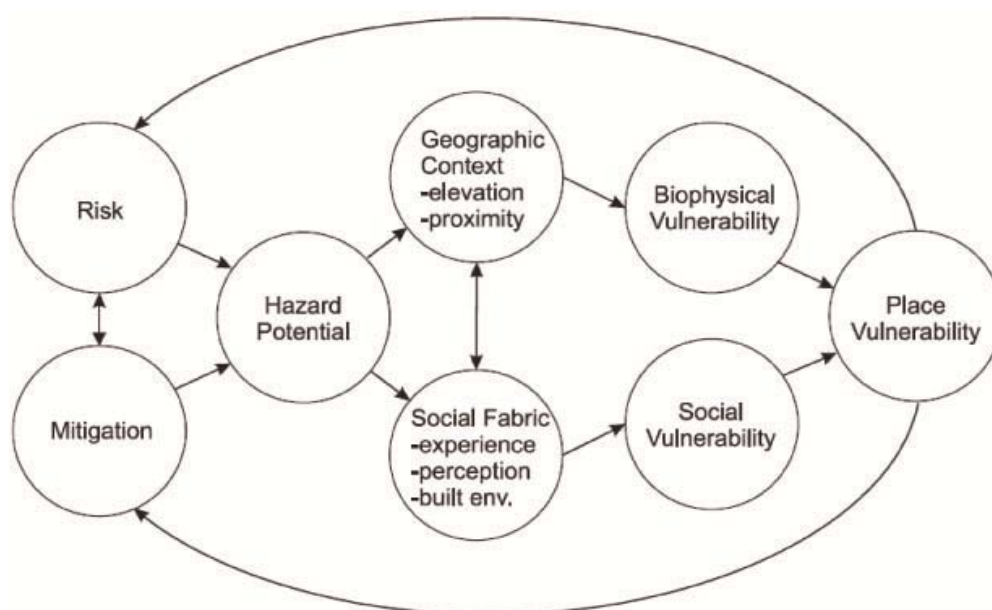 Risk
Mitigation
Hazard
Potential
Geographic
Context
-elevation
-proximity
Social Fabric
-experience
-perception
-built env.
Biophysical
Vulnerability
Social
Vulnerability
Place
Vulnerability